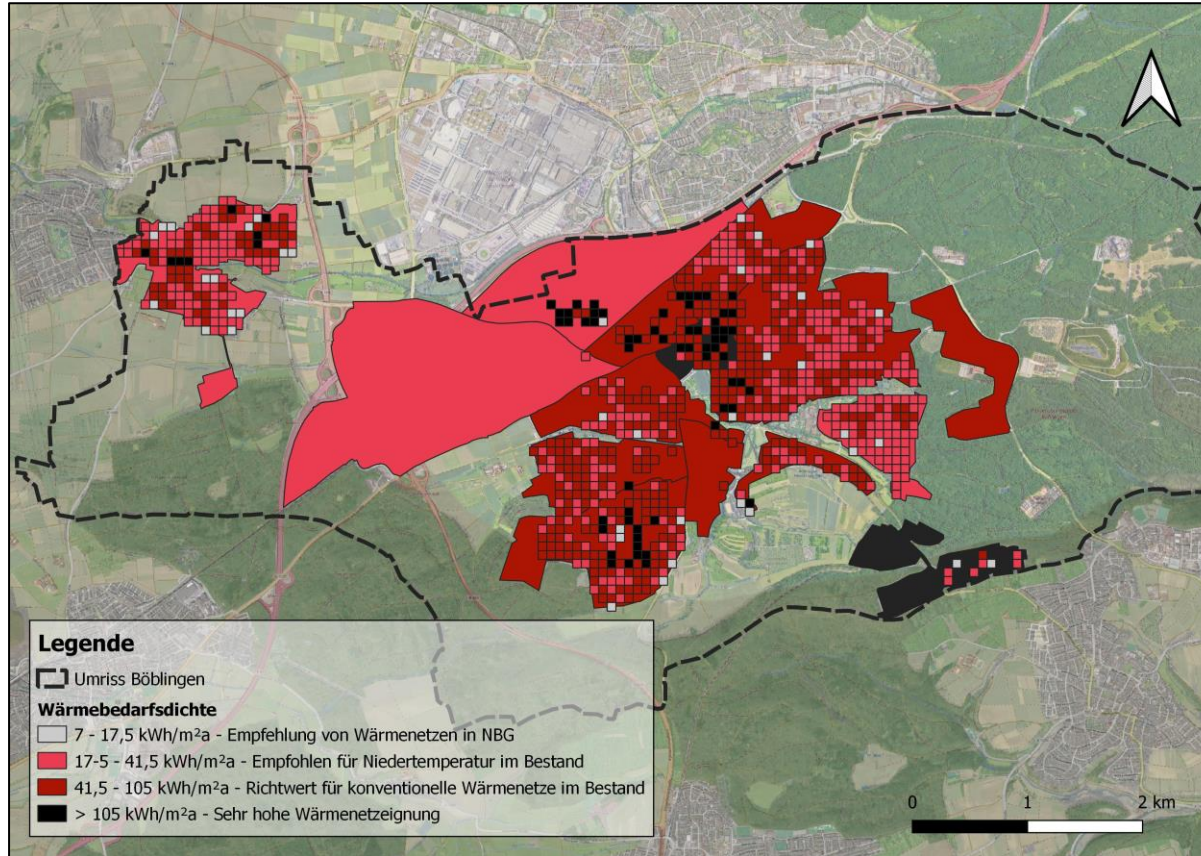 Legende
Umriss Böblingen
Wärmebedarfsdichte
7 - 17,5 kWh/m²a - Empfehlung von Wärmenetzen in NBG
17-5 - 41,5 kWh/m²a - Empfohlen für Niedertemperatur im Bestand
41,5 - 105 kWh/m²a - Richtwert für konventionelle Wärmenetze im Bestand
> 105 kWh/m²a - Sehr hohe Wärmenetzeignung
0 1 2 km